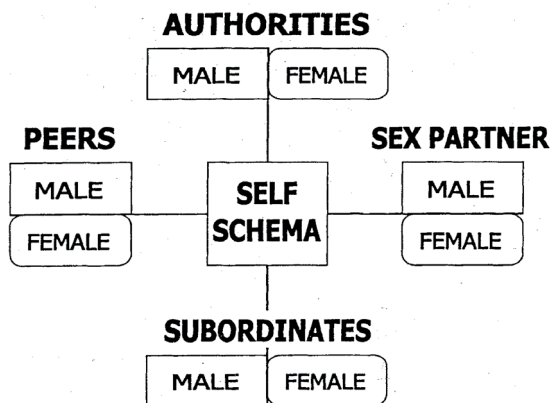 AUTHORITIES
MALE FEMALE
PEERS
MALE
FEMALE
SELF
SCHEMA
SEX PARTNER
MALE
FEMALE
SUBORDINATES
MALE FEMALE